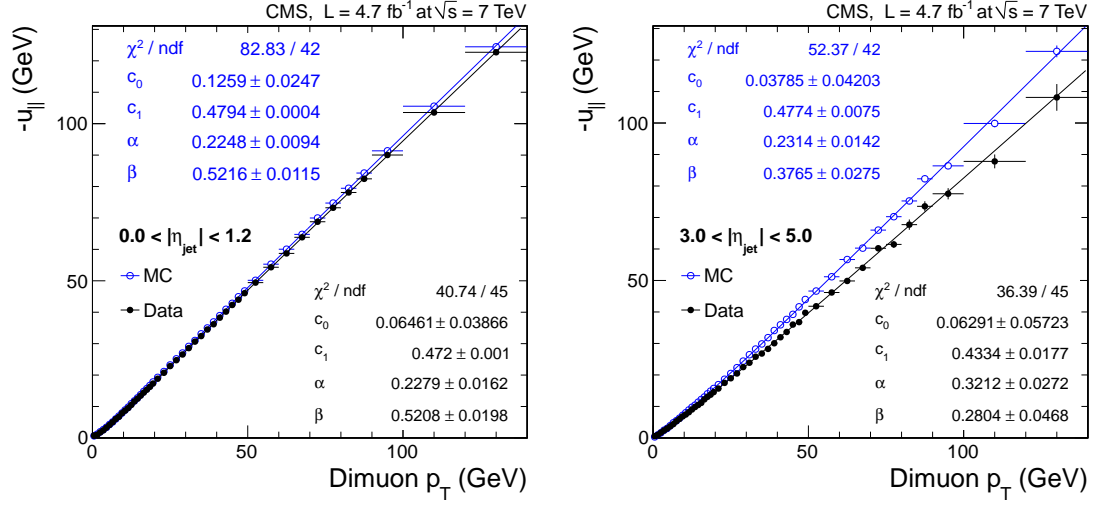 CMS, L = 4.7 fb⁻¹ at √s = 7 TeV
-u∥ (GeV)
χ² / ndf 82.83 / 42
c₀ 0.1259 ± 0.0247
c₁ 0.4794 ± 0.0004
α 0.2248 ± 0.0094
β 0.5216 ± 0.0115
100
0.0 < |η_jet| < 1.2
MC
50
Data
χ² / ndf 40.74 / 45
c₀ 0.06461 ± 0.03866
c₁ 0.472 ± 0.001
α 0.2279 ± 0.0162
β 0.5208 ± 0.0198
0
0 50 100
Dimuon p_T (GeV)
CMS, L = 4.7 fb⁻¹ at √s = 7 TeV
-u∥ (GeV)
χ² / ndf 52.37 / 42
c₀ 0.03785 ± 0.04203
c₁ 0.4774 ± 0.0075
α 0.2314 ± 0.0142
β 0.3765 ± 0.0275
100
3.0 < |η_jet| < 5.0
MC
50
Data
χ² / ndf 36.39 / 45
c₀ 0.06291 ± 0.05723
c₁ 0.4334 ± 0.0177
α 0.3212 ± 0.0272
β 0.2804 ± 0.0468
0
0 50 100
Dimuon p_T (GeV)